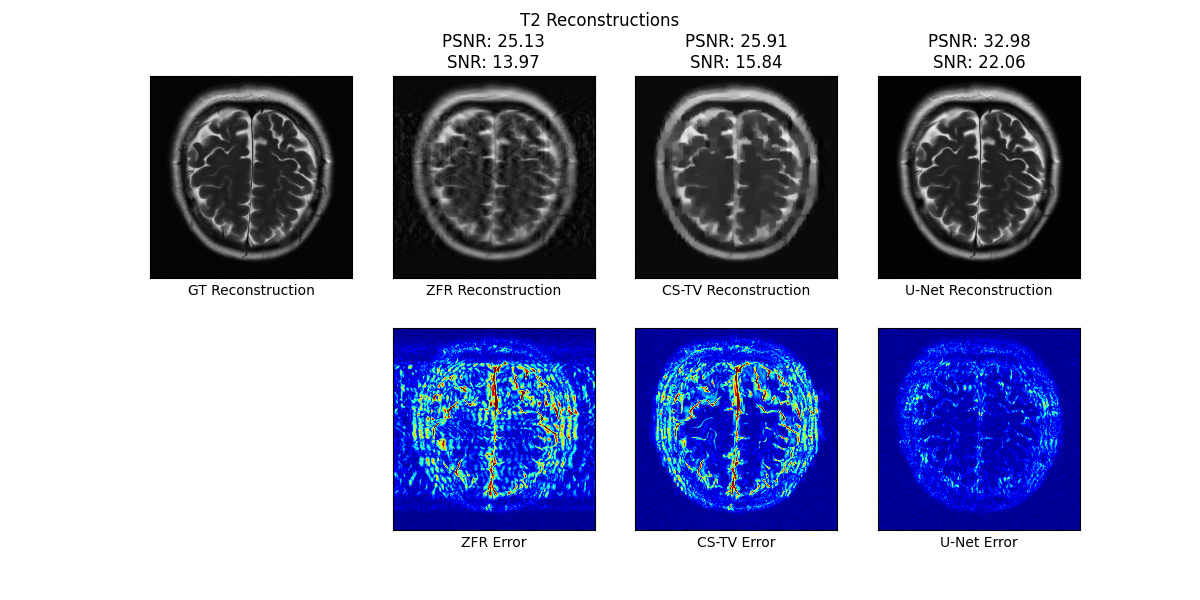 T2 Reconstructions
PSNR: 25.13
SNR: 13.97
PSNR: 25.91
SNR: 15.84
PSNR: 32.98
SNR: 22.06
GT Reconstruction
ZFR Reconstruction
CS-TV Reconstruction
U-Net Reconstruction
ZFR Error
CS-TV Error
U-Net Error